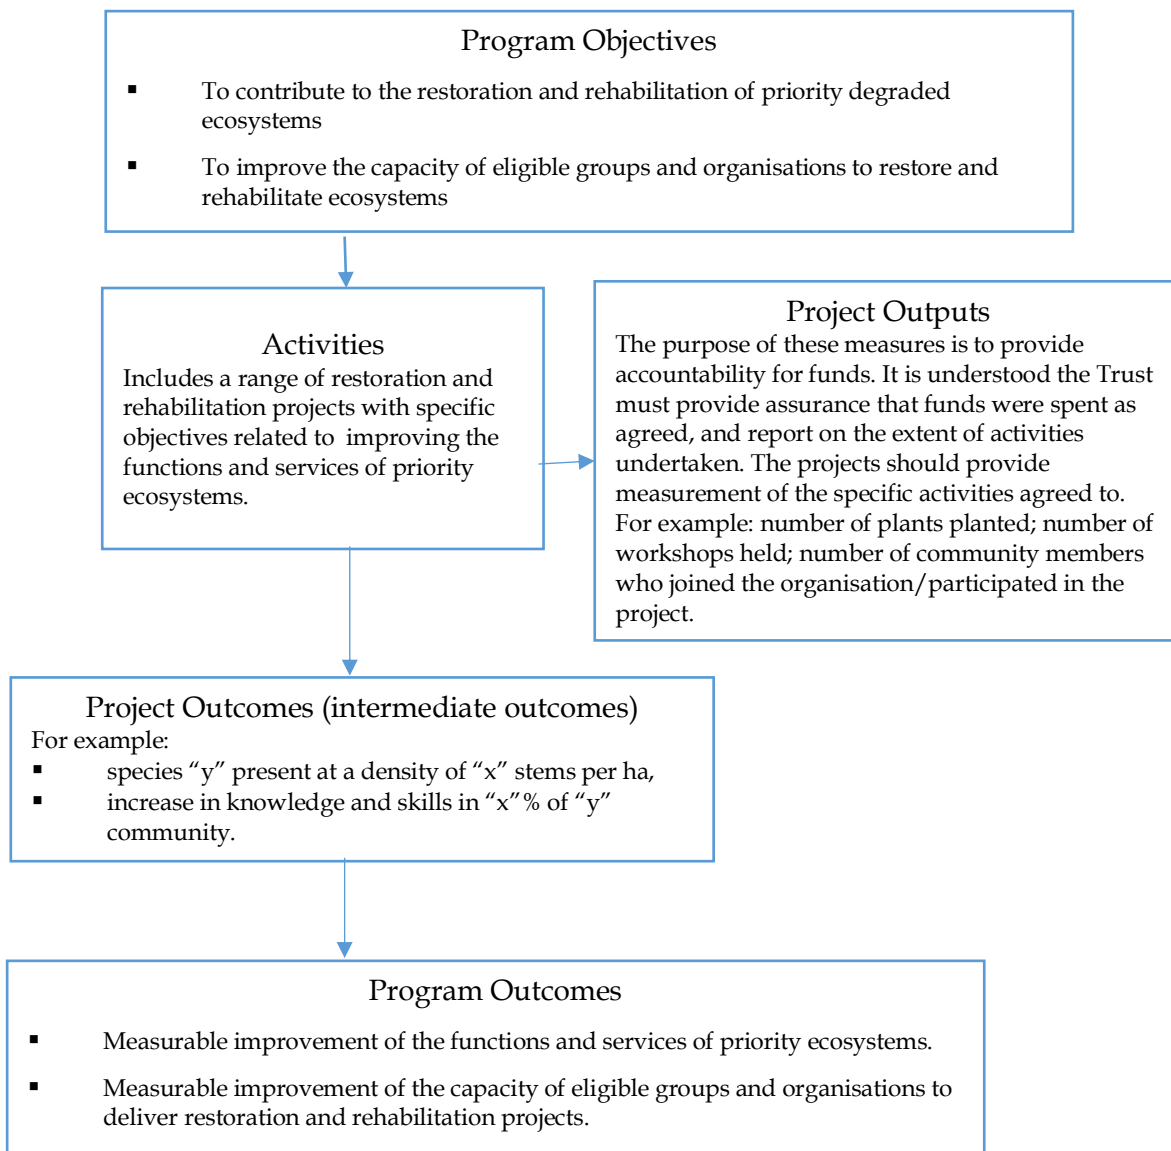 Program Objectives
▪ To contribute to the restoration and rehabilitation of priority degraded
ecosystems
▪ To improve the capacity of eligible groups and organisations to restore and
rehabilitate ecosystems
Activities
Includes a range of restoration and
rehabilitation projects with specific
objectives related to improving the
functions and services of priority
ecosystems.
Project Outputs
The purpose of these measures is to provide
accountability for funds. It is understood the Trust
must provide assurance that funds were spent as
agreed, and report on the extent of activities
undertaken. The projects should provide
measurement of the specific activities agreed to.
For example: number of plants planted; number of
workshops held; number of community members
who joined the organisation/participated in the
project.
Project Outcomes (intermediate outcomes)
For example:
▪ species “y” present at a density of “x” stems per ha,
▪ increase in knowledge and skills in “x”% of “y”
community.
Program Outcomes
▪ Measurable improvement of the functions and services of priority ecosystems.
▪ Measurable improvement of the capacity of eligible groups and organisations to
deliver restoration and rehabilitation projects.